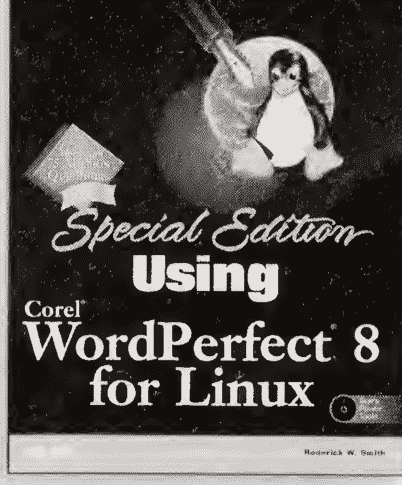 Special Edition
Using
Corel®
WordPerfect 8
for Linux
Roderick W. Smith